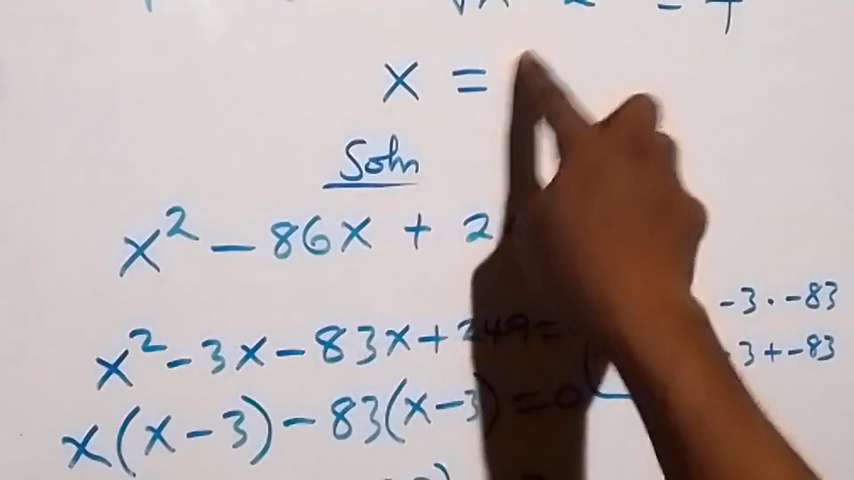 x =
Soln
x² - 86x + 2
x² - 3x - 83x + 249 = 0
-3 · -83
3 + -83
x(x - 3) - 83(x - 3) = 0